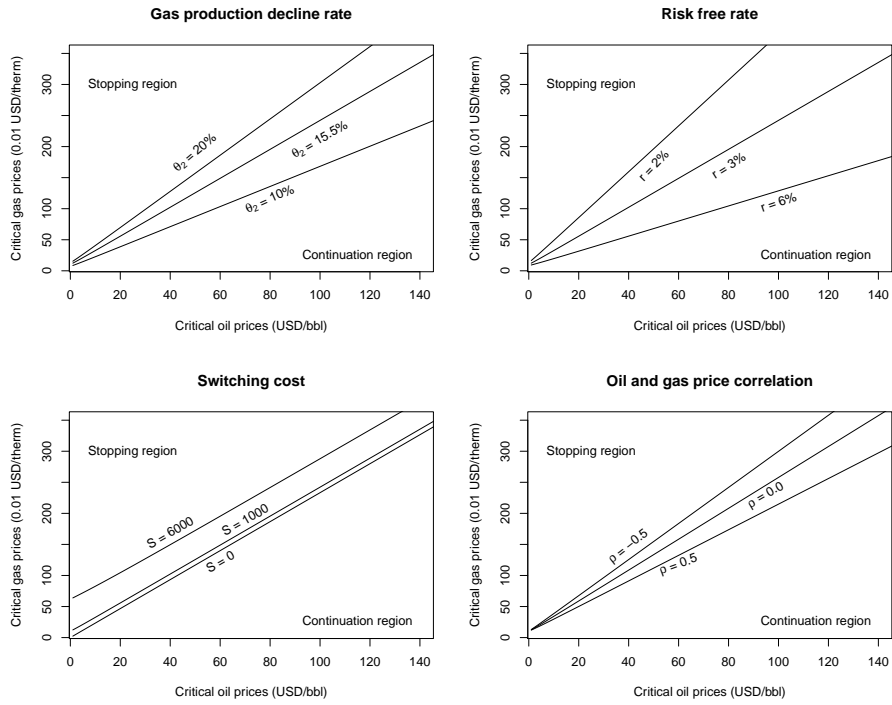 Gas production decline rate
Critical gas prices (0.01 USD/therm)
0 50 100 200 300
Stopping region
θ2 = 20%
θ2 = 15.5%
θ2 = 10%
Continuation region
0 20 40 60 80 100 120 140
Critical oil prices (USD/bbl)
Risk free rate
Critical gas prices (0.01 USD/therm)
0 50 100 200 300
Stopping region
r = 2%
r = 3%
r = 6%
Continuation region
0 20 40 60 80 100 120 140
Critical oil prices (USD/bbl)
Switching cost
Critical gas prices (0.01 USD/therm)
0 50 100 200 300
Stopping region
S = 6000
S = 1000
S = 0
Continuation region
0 20 40 60 80 100 120 140
Critical oil prices (USD/bbl)
Oil and gas price correlation
Critical gas prices (0.01 USD/therm)
0 50 100 200 300
Stopping region
ρ = −0.5
ρ = 0.0
ρ = 0.5
Continuation region
0 20 40 60 80 100 120 140
Critical oil prices (USD/bbl)